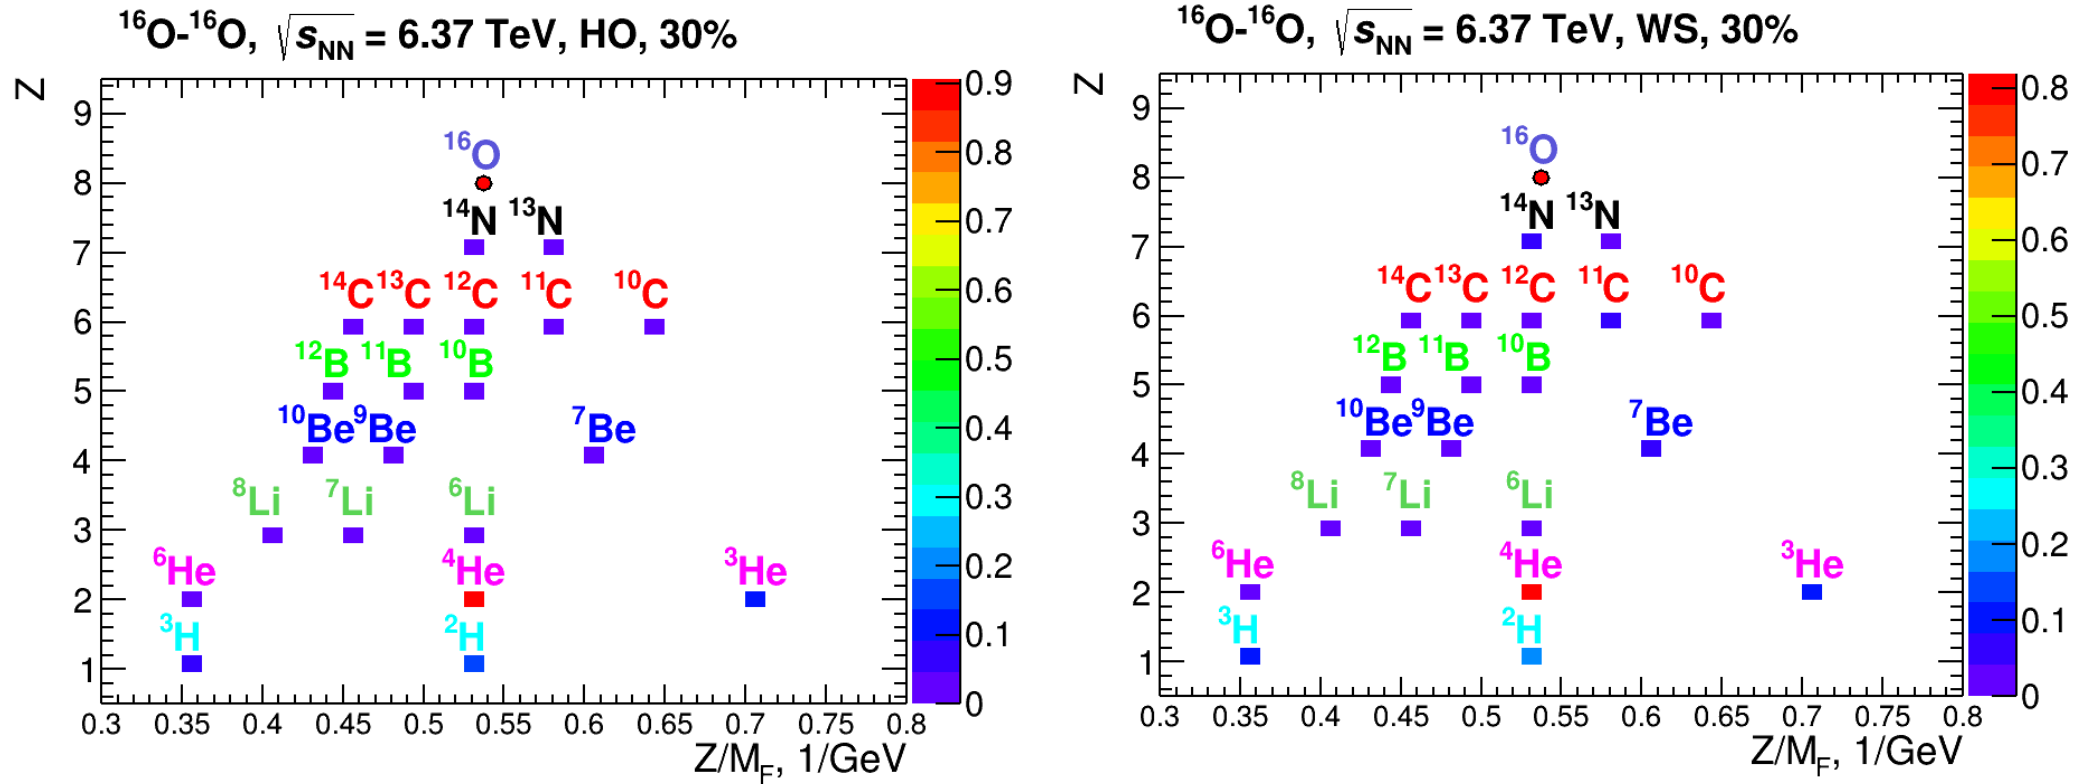 ¹⁶O-¹⁶O, √sNN = 6.37 TeV, HO, 30%
Z
9
8
7
6
5
4
3
2
1
¹⁶O
¹⁴N ¹³N
¹⁴C ¹³C ¹²C ¹¹C ¹⁰C
¹²B ¹¹B ¹⁰B
¹⁰Be ⁹Be ⁷Be
⁸Li ⁷Li ⁶Li
⁶He ⁴He ³He
³H ²H
0.3 0.35 0.4 0.45 0.5 0.55 0.6 0.65 0.7 0.75 0.8
Z/MF, 1/GeV
0.9
0.8
0.7
0.6
0.5
0.4
0.3
0.2
0.1
0
¹⁶O-¹⁶O, √sNN = 6.37 TeV, WS, 30%
Z
9
8
7
6
5
4
3
2
1
¹⁶O
¹⁴N ¹³N
¹⁴C ¹³C ¹²C ¹¹C ¹⁰C
¹²B ¹¹B ¹⁰B
¹⁰Be ⁹Be ⁷Be
⁸Li ⁷Li ⁶Li
⁶He ⁴He ³He
³H ²H
0.3 0.35 0.4 0.45 0.5 0.55 0.6 0.65 0.7 0.75 0.8
Z/MF, 1/GeV
0.8
0.7
0.6
0.5
0.4
0.3
0.2
0.1
0